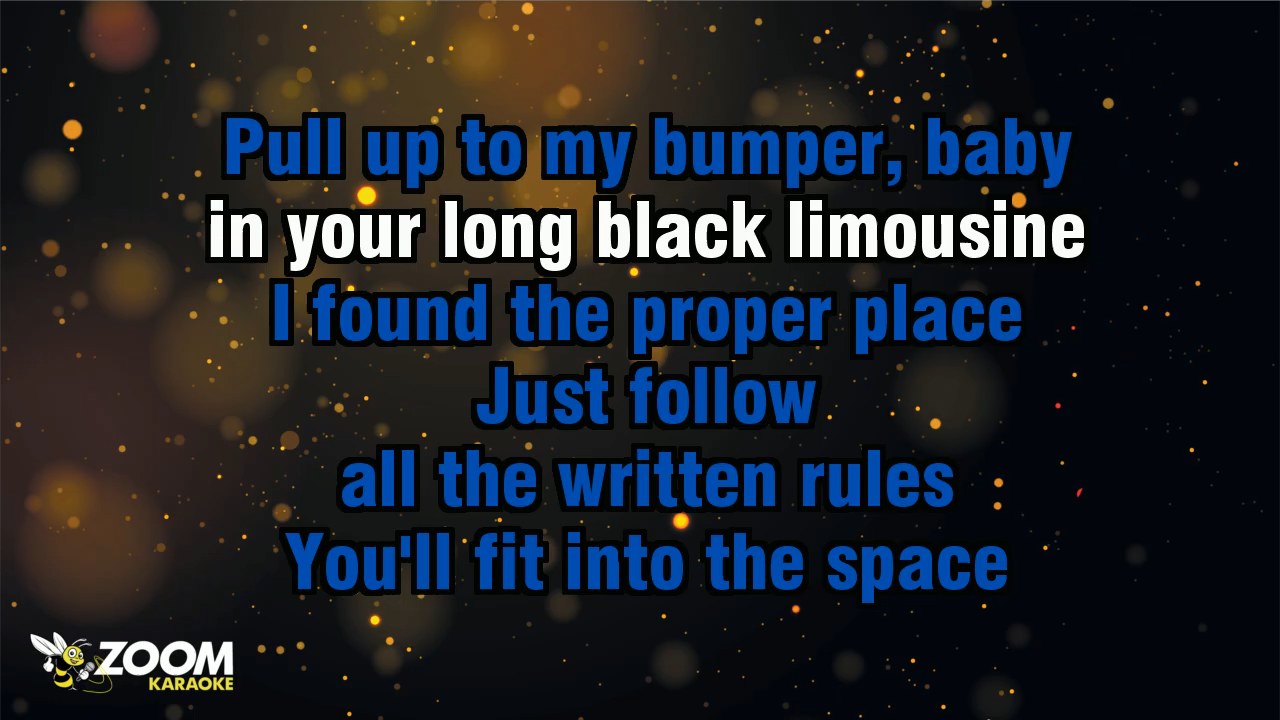 Pull up to my bumper, baby
in your long black limousine
I found the proper place
Just follow
all the written rules
You'll fit into the space
ZOOM
KARAOKE